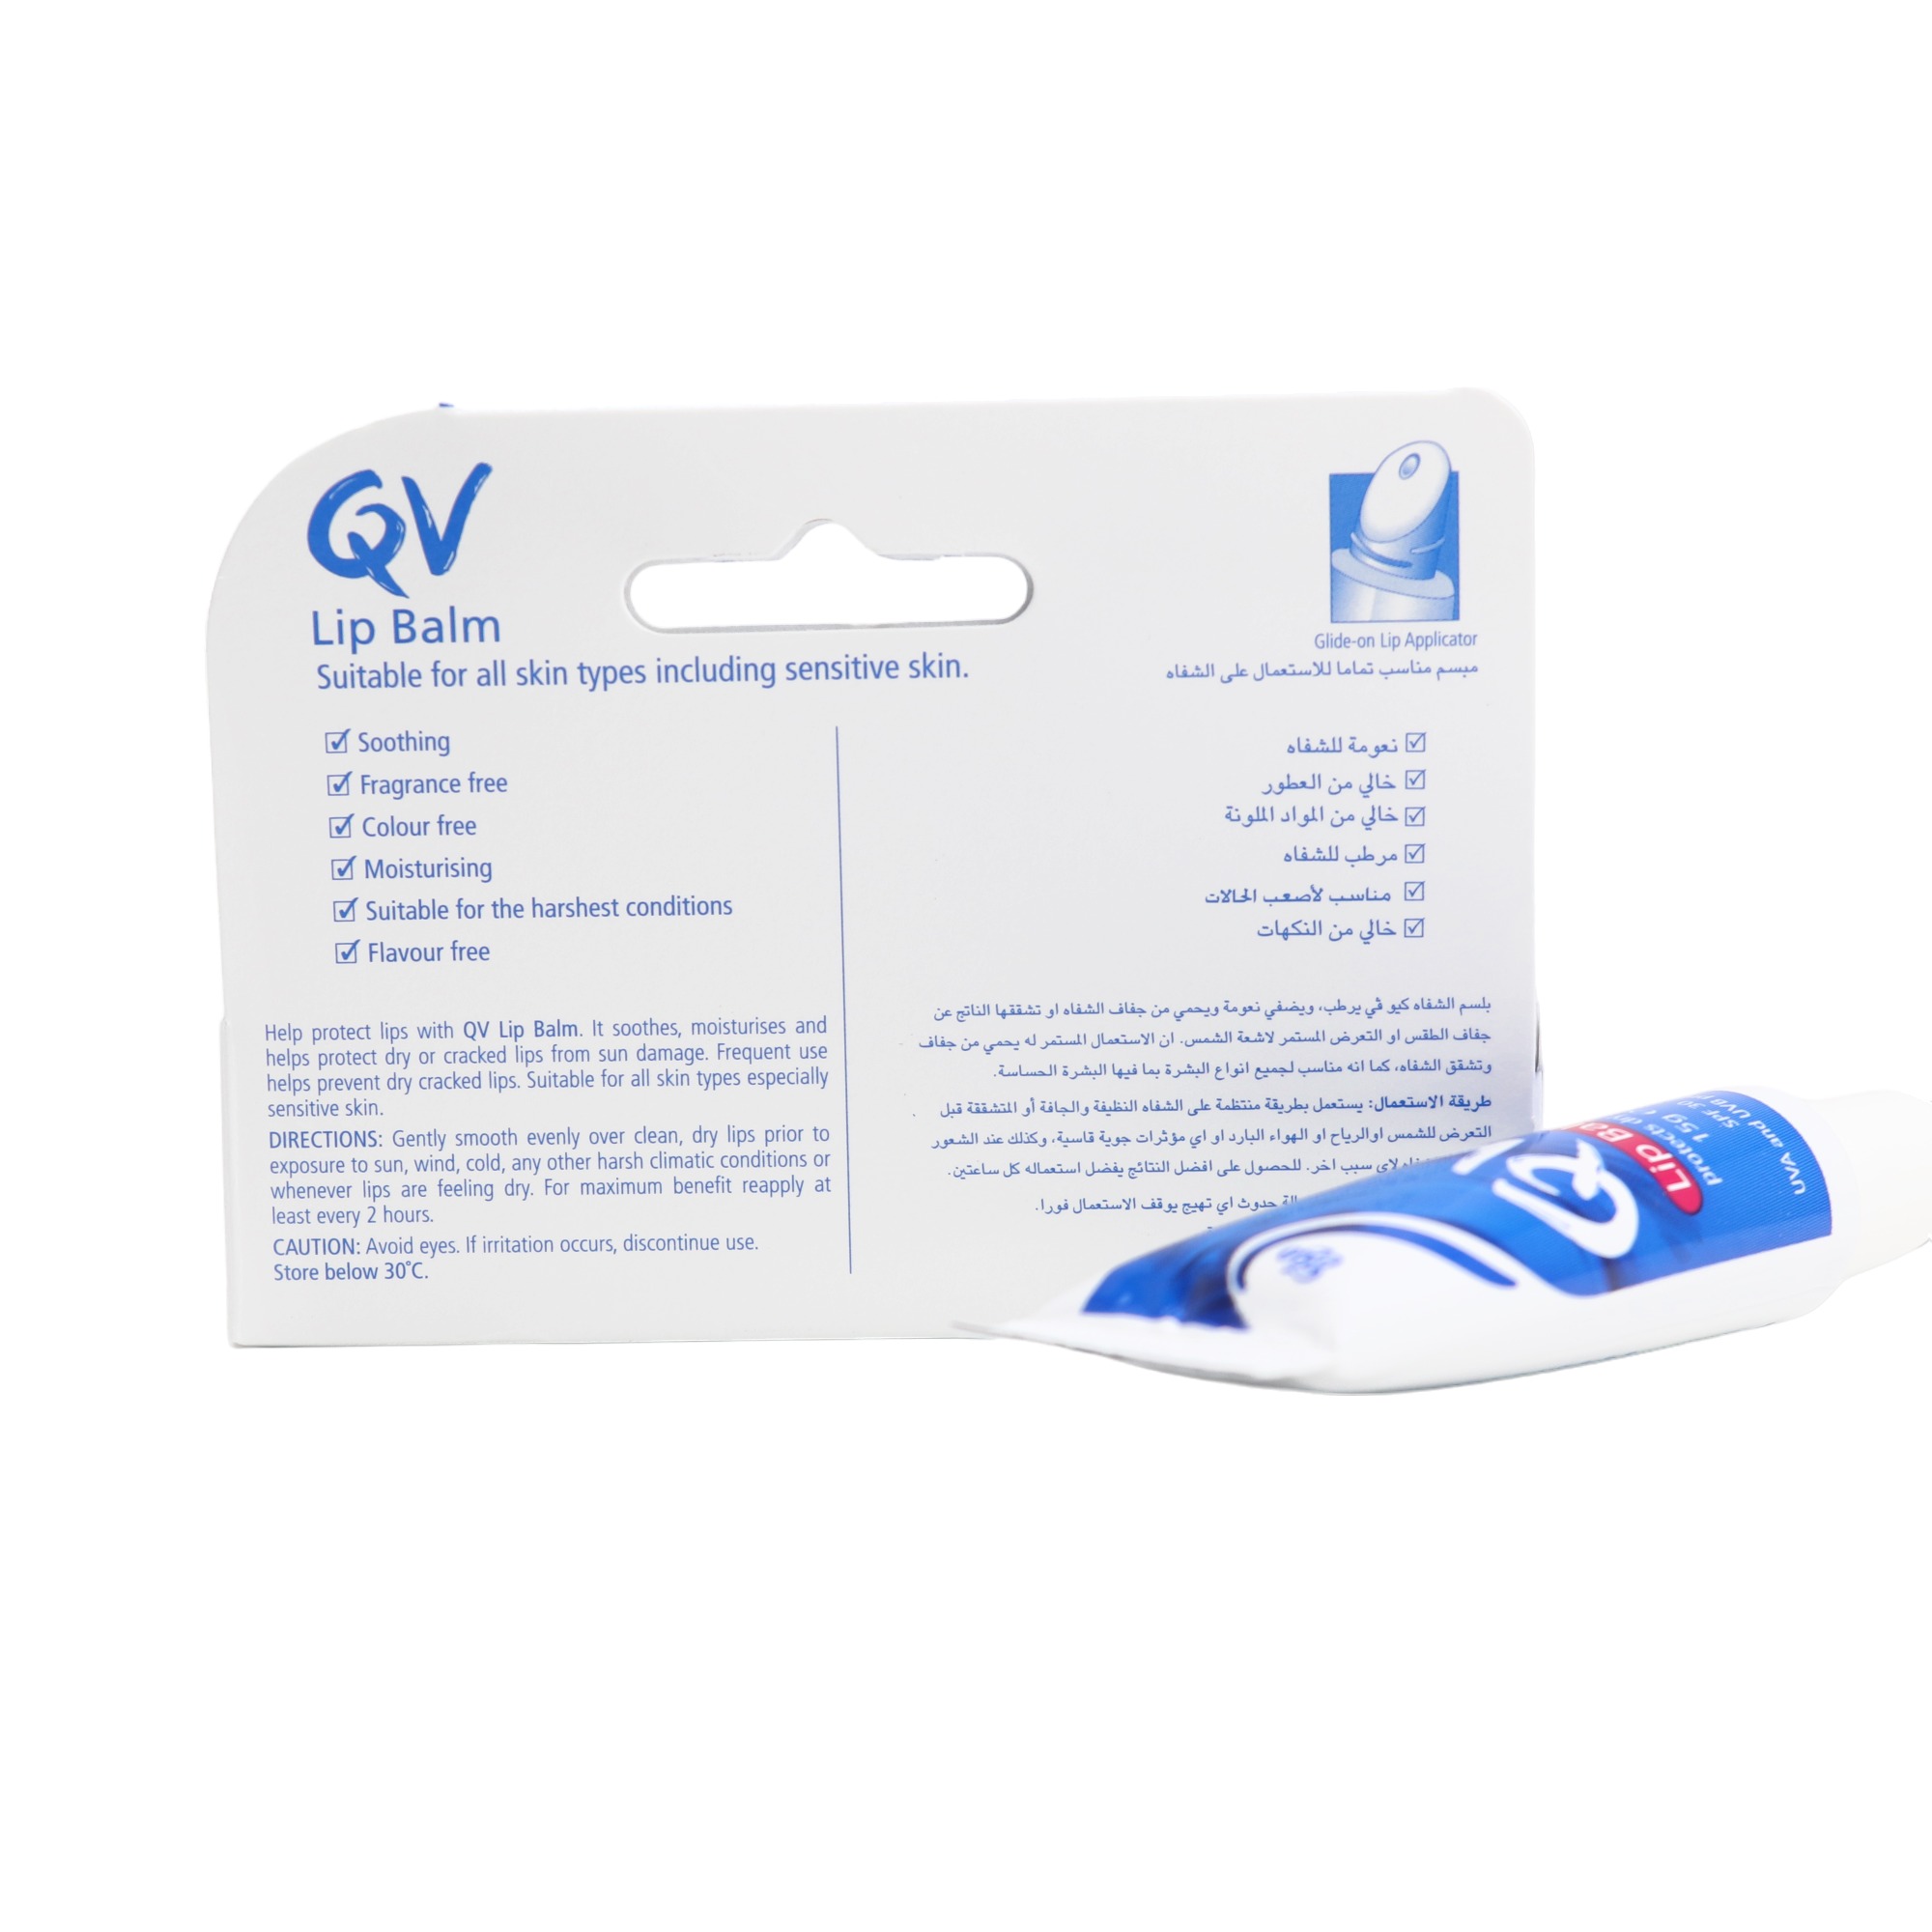 QV
Lip Balm
Suitable for all skin types including sensitive skin.
Glide-on Lip Applicator
مبسم مناسب تماما للاستعمال على الشفاه
Soothing
Fragrance free
Colour free
Moisturising
Suitable for the harshest conditions
Flavour free
Help protect lips with QV Lip Balm. It soothes, moisturises and
helps protect dry or cracked lips from sun damage. Frequent use
helps prevent dry cracked lips. Suitable for all skin types especially
sensitive skin.
DIRECTIONS: Gently smooth evenly over clean, dry lips prior to
exposure to sun, wind, cold, any other harsh climatic conditions or
whenever lips are feeling dry. For maximum benefit reapply at
least every 2 hours.
CAUTION: Avoid eyes. If irritation occurs, discontinue use.
Store below 30°C.
نعومة للشفاه
خالي من العطور
خالي من المواد الملونة
مرطب للشفاه
مناسب لأصعب الحالات
خالي من النكهات
بلسم الشفاه كيو ڤي يرطب، ويضفي نعومة ويحمي من جفاف الشفاه او تشققها الناتج عن
جفاف الطقس او التعرض المستمر لاشعة الشمس. ان الاستعمال المستمر له يحمي من جفاف
وتشقق الشفاه، كما انه مناسب لجميع انواع البشرة بما فيها البشرة الحساسة.
طريقة الاستعمال: يستعمل بطريقة منتظمة على الشفاه النظيفة والجافة أو المتشققة قبل
التعرض للشمس اوالرياح او الهواء البارد او اي مؤثرات جوية قاسية، وكذلك عند الشعور
لاي سبب اخر. للحصول على افضل النتائج يفضل استعماله كل ساعتين.
حدوث اي تهيج يوقف الاستعمال فورا.
QV
Lip
protects
15g
SPF 30
UVA and UVB